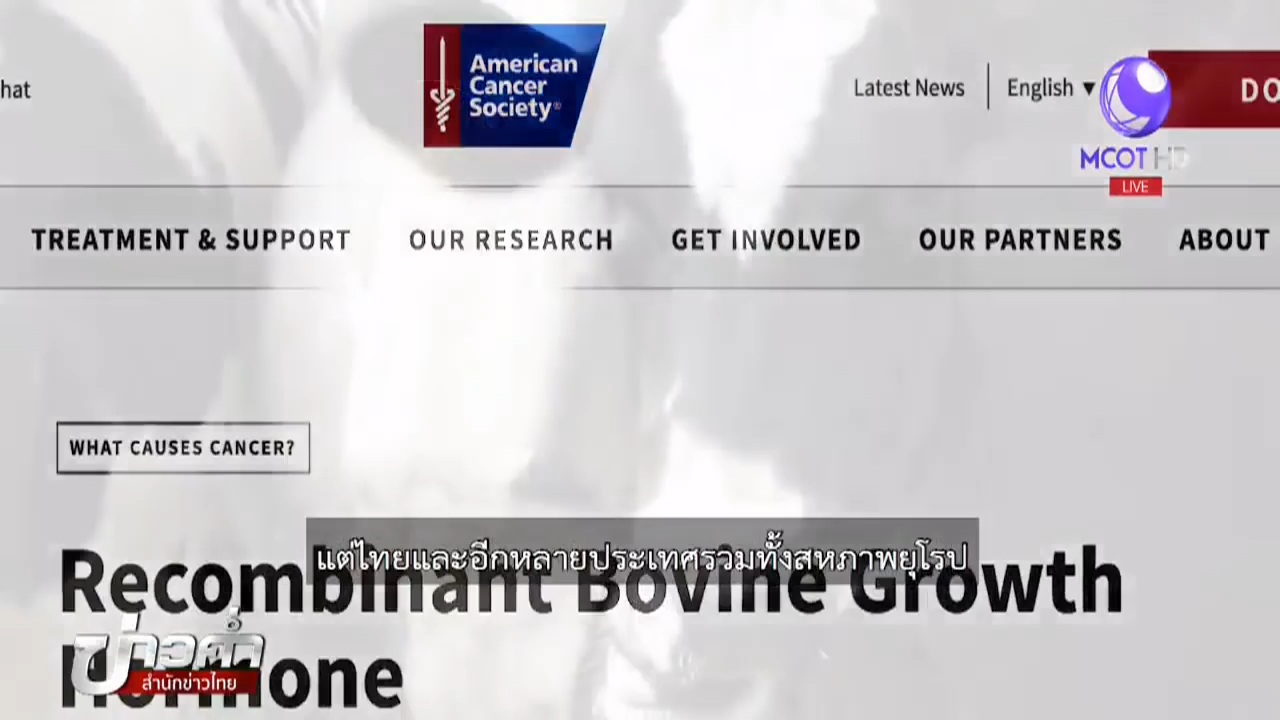 American
Cancer
Society®
hat
Latest News
English ▼
DO
MCOT HD
LIVE
TREATMENT & SUPPORT
OUR RESEARCH
GET INVOLVED
OUR PARTNERS
ABOUT
WHAT CAUSES CANCER?
แต่ไทยและอีกหลายประเทศรวมทั้งสหภาพยุโรป
Recombinant Bovine Growth
Hormone
ข่าวค่ำ
สำนักข่าวไทย